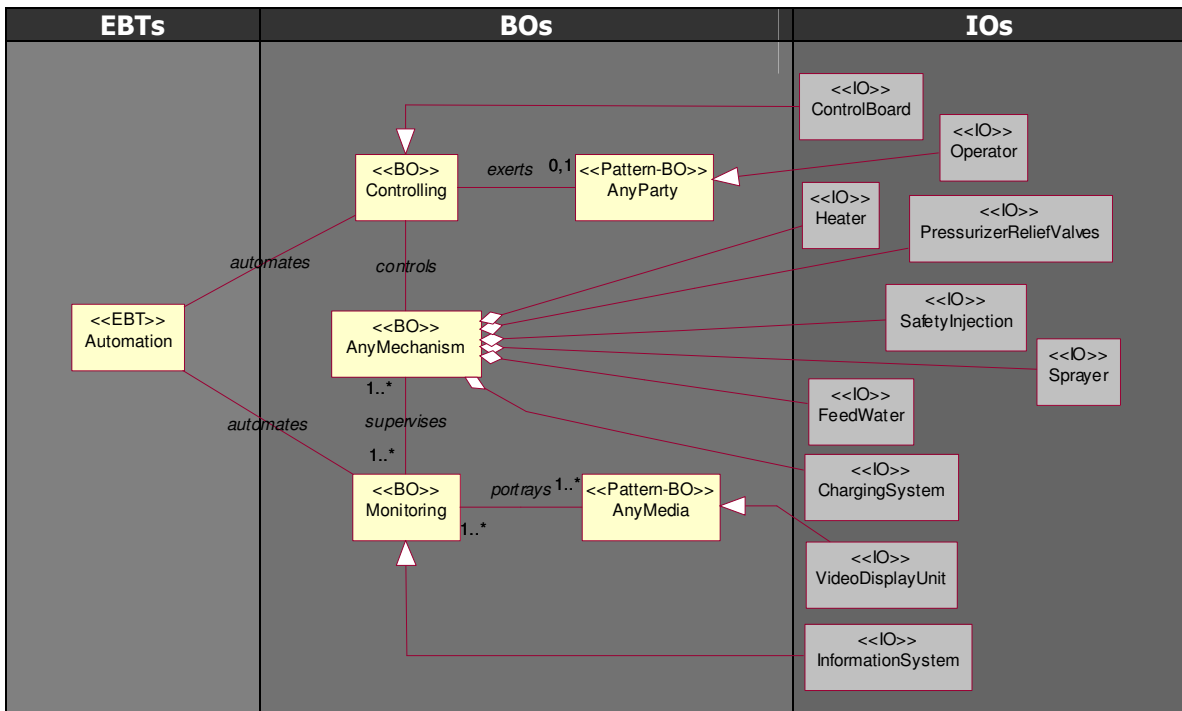 EBTs
BOs
IOs
<<IO>>
ControlBoard
<<IO>>
Operator
<<BO>>
Controlling
exerts
0,1
<<Pattern-BO>>
AnyParty
<<IO>>
Heater
<<IO>>
PressurizerReliefValves
automates
controls
<<IO>>
SafetyInjection
<<EBT>>
Automation
<<BO>>
AnyMechanism
<<IO>>
Sprayer
1..*
<<IO>>
FeedWater
automates
supervises
1..*
<<IO>>
ChargingSystem
<<BO>>
Monitoring
portrays
1..*
<<Pattern-BO>>
AnyMedia
1..*
<<IO>>
VideoDisplayUnit
<<IO>>
InformationSystem